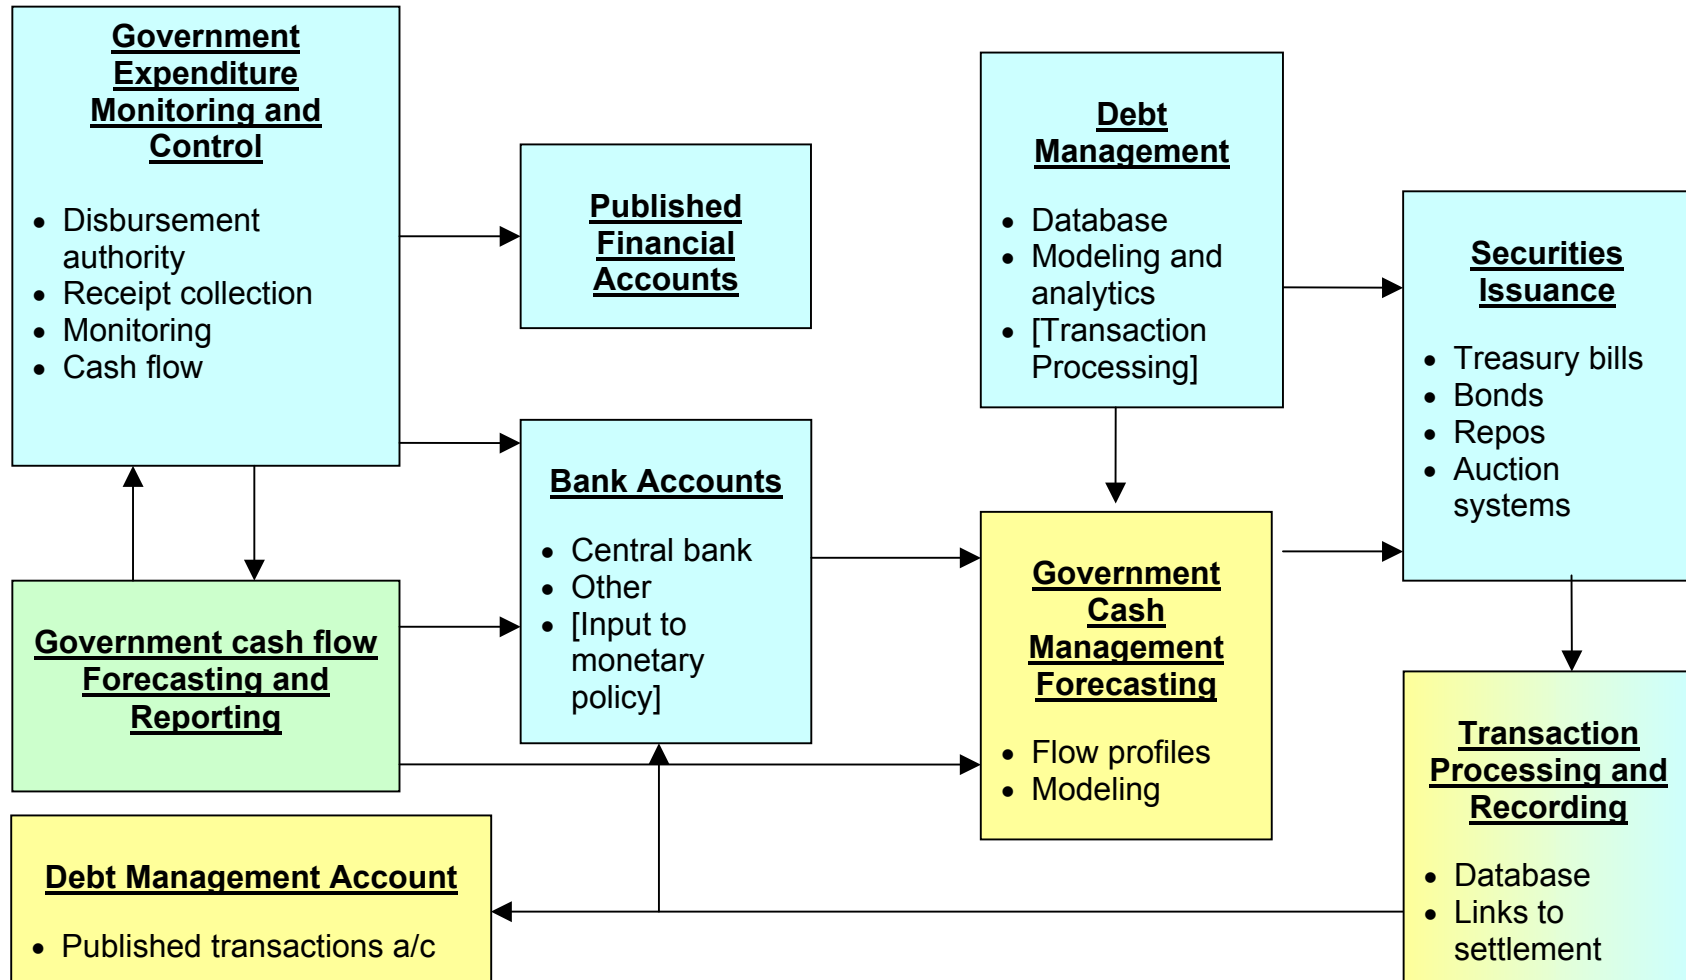 Government
Expenditure
Monitoring and
Control
• Disbursement
authority
• Receipt collection
• Monitoring
• Cash flow
Published
Financial
Accounts
Debt
Management
• Database
• Modeling and
analytics
• [Transaction
Processing]
Securities
Issuance
• Treasury bills
• Bonds
• Repos
• Auction
systems
Bank Accounts
• Central bank
• Other
• [Input to
monetary
policy]
Government
Cash
Management
Forecasting
• Flow profiles
• Modeling
Government cash flow
Forecasting and
Reporting
Transaction
Processing and
Recording
• Database
• Links to
settlement
Debt Management Account
• Published transactions a/c